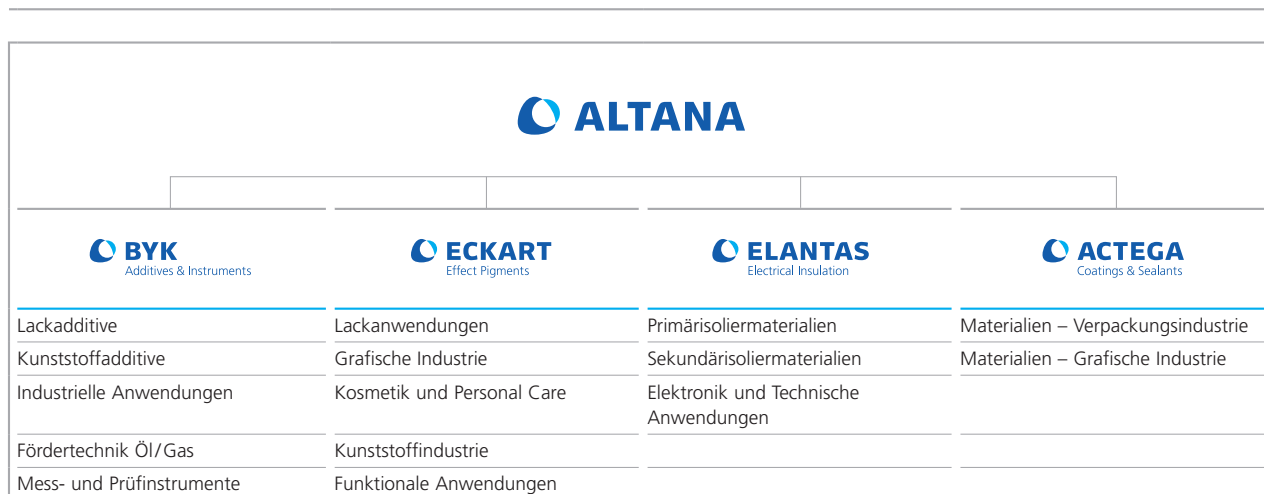 ALTANA
BYK
Additives & Instruments
ECKART
Effect Pigments
ELANTAS
Electrical Insulation
ACTEGA
Coatings & Sealants
Lackadditive
Lackanwendungen
Primärisoliermaterialien
Materialien – Verpackungsindustrie
Kunststoffadditive
Grafische Industrie
Sekundärisoliermaterialien
Materialien – Grafische Industrie
Industrielle Anwendungen
Kosmetik und Personal Care
Elektronik und Technische
Anwendungen
Fördertechnik Öl/Gas
Kunststoffindustrie
Mess- und Prüfinstrumente
Funktionale Anwendungen